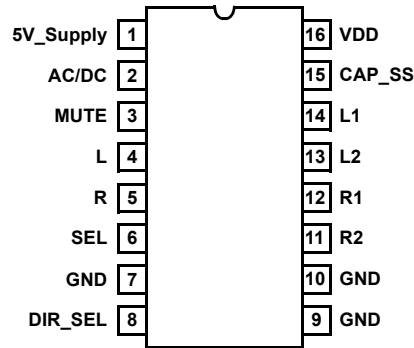 5V_Supply 1 16 VDD
AC/DC 2 15 CAP_SS
MUTE 3 14 L1
L 4 13 L2
R 5 12 R1
SEL 6 11 R2
GND 7 10 GND
DIR_SEL 8 9 GND